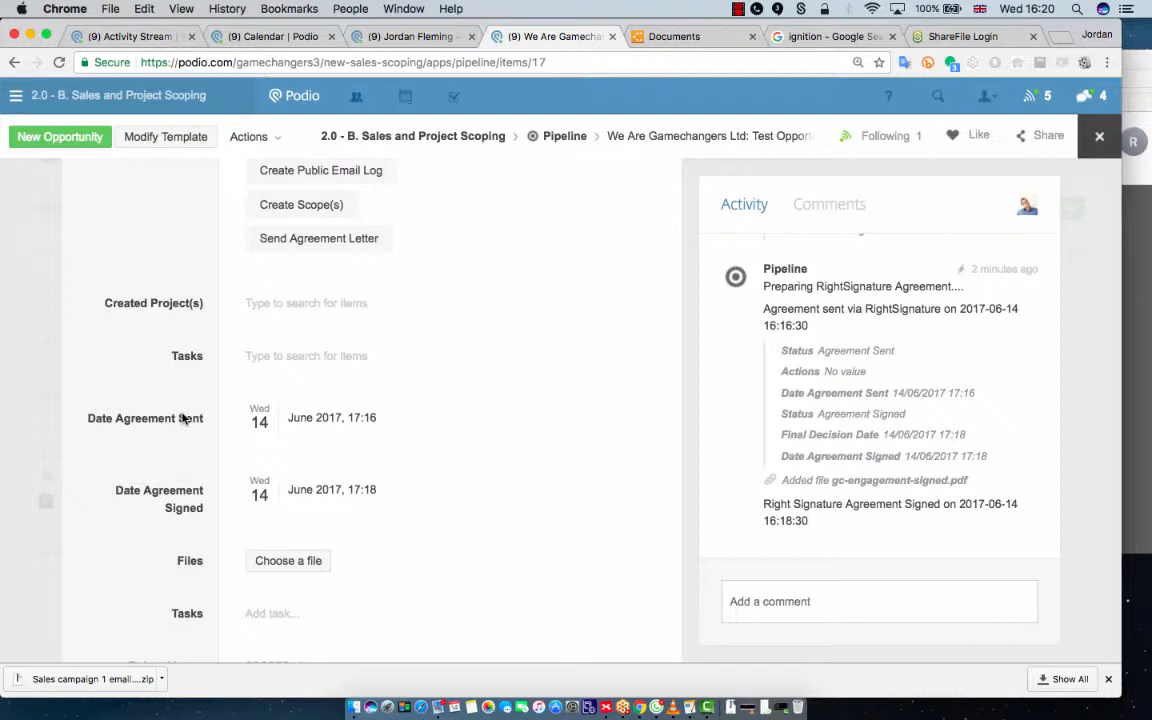 Chrome File Edit View History Bookmarks People Window Help 100% Wed 16:20
(9) Activity Stream | (9) Calendar | Podio (9) Jordan Fleming – (9) We Are Gamechan Documents ignition - Google Sea ShareFile Login Jordan
Secure https://podio.com/gamechangers3/new-sales-scoping/apps/pipeline/items/17
2.0 - B. Sales and Project Scoping Podio ? 5 4
New Opportunity Modify Template Actions 2.0 - B. Sales and Project Scoping > Pipeline > We Are Gamechangers Ltd: Test Opport Following 1 Like Share R
Create Public Email Log
Create Scope(s)
Send Agreement Letter
Created Project(s) Type to search for items
Tasks Type to search for items
Date Agreement Sent Wed 14 June 2017, 17:16
Date Agreement Signed Wed 14 June 2017, 17:18
Files Choose a file
Tasks Add task...
Activity Comments
Pipeline 2 minutes ago
Preparing RightSignature Agreement....
Agreement sent via RightSignature on 2017-06-14
16:16:30
Status Agreement Sent
Actions No value
Date Agreement Sent 14/06/2017 17:16
Status Agreement Signed
Final Decision Date 14/06/2017 17:18
Date Agreement Signed 14/06/2017 17:18
Added file gc-engagement-signed.pdf
Right Signature Agreement Signed on 2017-06-14
16:18:30
Add a comment
Sales campaign 1 email....zip Show All